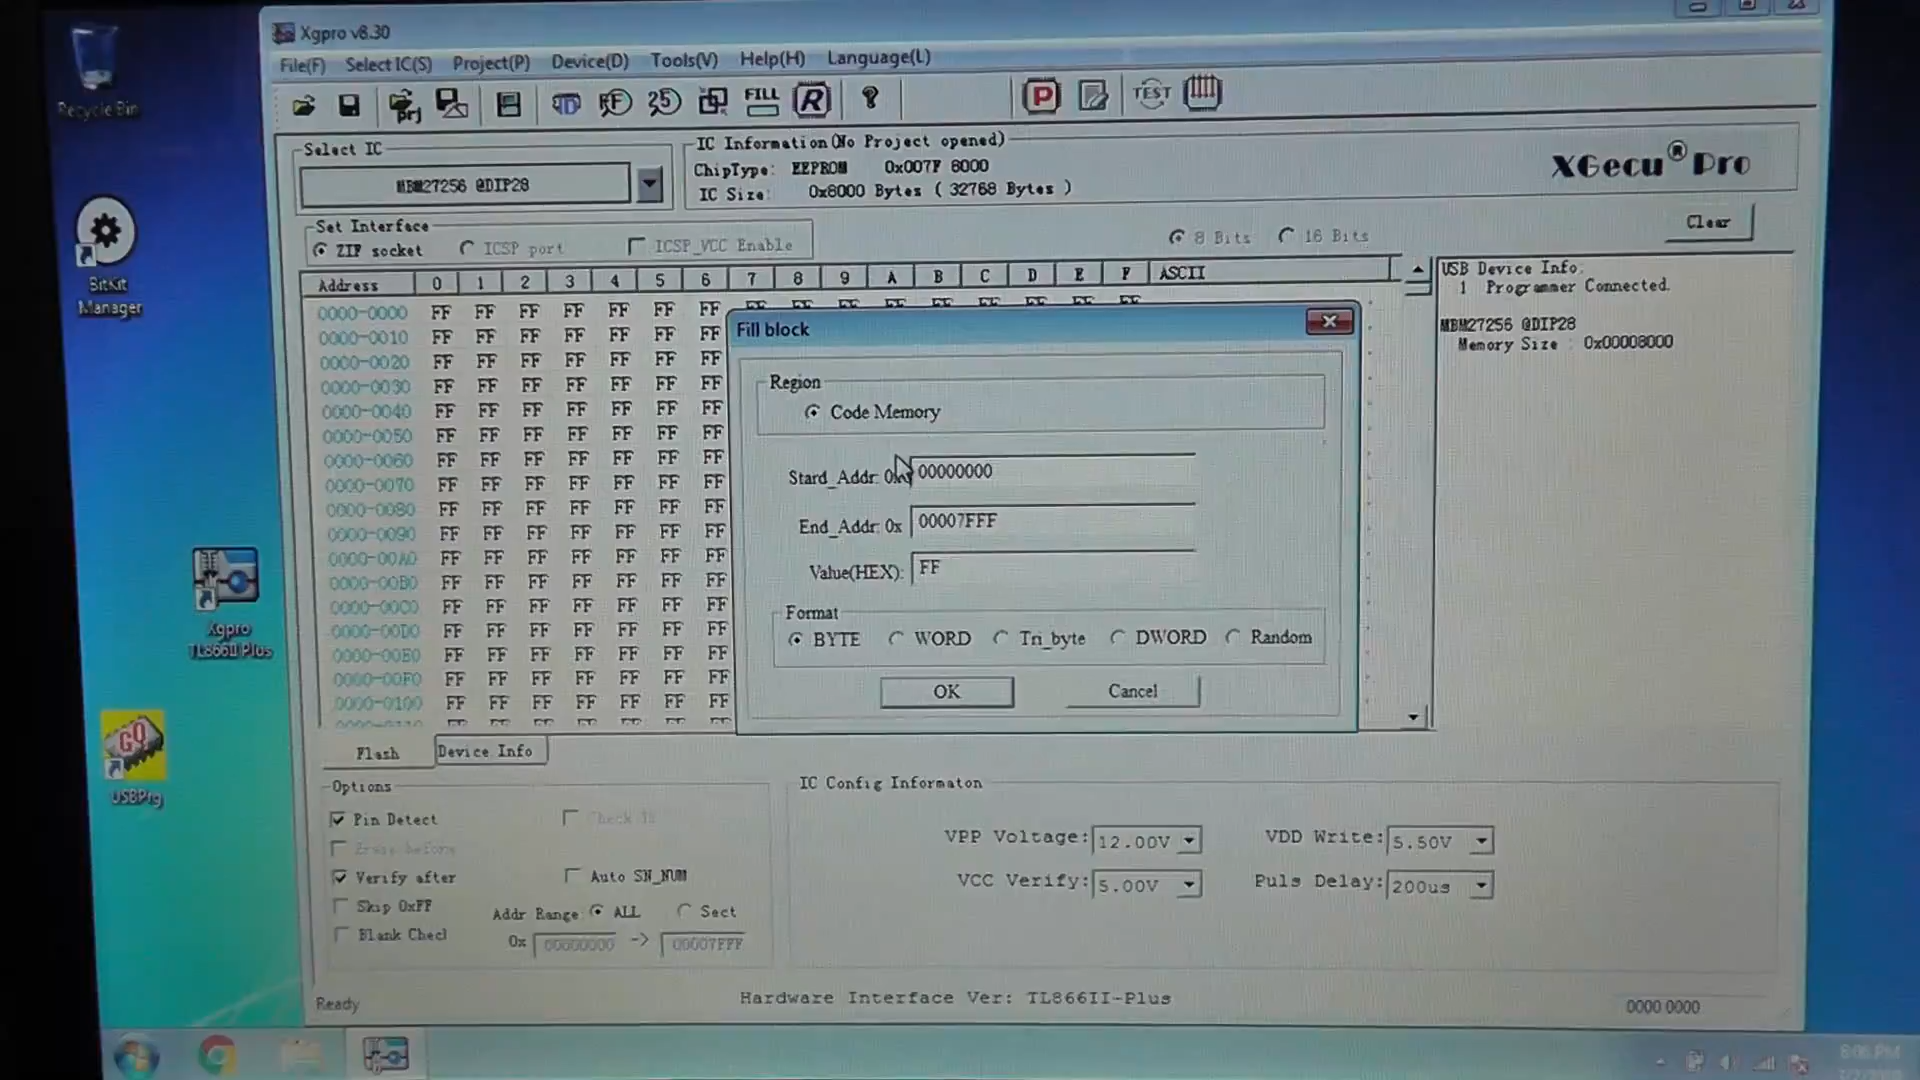 Xgpro v8.30
File(F) Select IC(S) Project(P) Device(D) Tools(V) Help(H) Language(L)
prj ID FF 25 FILL R ? P TEST
Recycle Bin
Select IC
MBM27256 @DIP28
IC Information(No Project opened)
ChipType: EEPROM 0x007F 8000
IC Size: 0x8000 Bytes ( 32768 Bytes )
XGecu® Pro
Set Interface
ZIF socket ICSP port ICSP_VCC Enable
8 Bits 16 Bits
Clear
BitKit
Manager
Address 0 1 2 3 4 5 6 7 8 9 A B C D E F ASCII
0000-0000 FF FF FF FF FF FF FF
0000-0010 FF FF FF FF FF FF FF
0000-0020 FF FF FF FF FF FF FF
0000-0030 FF FF FF FF FF FF FF
0000-0040 FF FF FF FF FF FF FF
0000-0050 FF FF FF FF FF FF FF
0000-0060 FF FF FF FF FF FF FF
0000-0070 FF FF FF FF FF FF FF
0000-0080 FF FF FF FF FF FF FF
0000-0090 FF FF FF FF FF FF FF
0000-00A0 FF FF FF FF FF FF FF
0000-00B0 FF FF FF FF FF FF FF
0000-00C0 FF FF FF FF FF FF FF
0000-00D0 FF FF FF FF FF FF FF
0000-00E0 FF FF FF FF FF FF FF
0000-00F0 FF FF FF FF FF FF FF
0000-0100 FF FF FF FF FF FF FF
Fill block
Region
Code Memory
Stard_Addr: 0x 00000000
End_Addr: 0x 00007FFF
Value(HEX): FF
Format
BYTE WORD Tri_byte DWORD Random
OK Cancel
USB Device Info:
1 Programmer Connected.
MBM27256 @DIP28
Memory Size : 0x00008000
Xgpro
TL866II Plus
GQ
USBPrg
Flash Device Info
Options
Pin Detect Check ID
Erase before
Verify after Auto SN_NUM
Skip 0xFF
Addr Range: ALL Sect
Blank Checl
0x 00000000 -> 00007FFF
IC Config Informaton
VPP Voltage: 12.00V VDD Write: 5.50V
VCC Verify: 5.00V Puls Delay: 200us
Ready
Hardware Interface Ver: TL866II-Plus
0000 0000